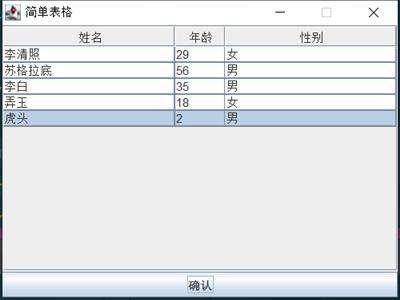 简单表格
姓名 年龄 性别
李清照 29 女
苏格拉底 56 男
李白 35 男
弄玉 18 女
虎头 2 男
确认